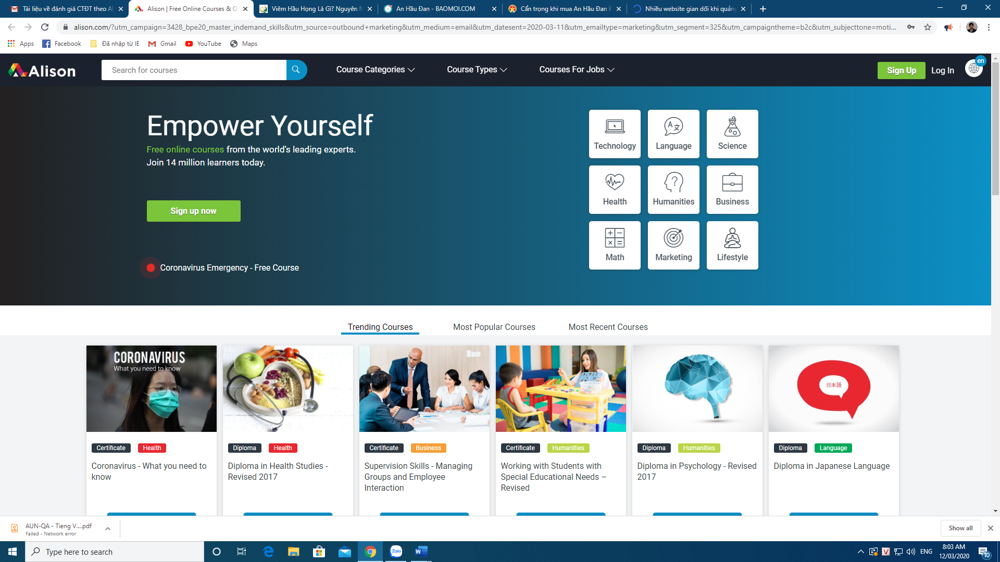 Tài liệu về đánh giá CTĐT theo
Alison | Free Online Courses &
Viêm Hầu Họng Là Gì? Nguyên
An Hầu Đan - BAOMOI.COM
Cẩn trọng khi mua An Hầu Đan
Nhiều website gian dối khi quảng
alison.com/?utm_campaign=3428_bpe20_master_indemand_skills&utm_source=outbound+marketing&utm_medium=email&utm_datesent=2020-03-11&utm_emailtype=marketing&utm_segment=325&utm_campaigntheme=b2c&utm_subjecttone=moti...
Apps Facebook Đã nhập từ IE Gmail YouTube Maps
Alison
Search for courses
Course Categories
Course Types
Courses For Jobs
Sign Up
Log In
en
Empower Yourself
Free online courses from the world's leading experts.
Join 14 million learners today.
Sign up now
Coronavirus Emergency - Free Course
Technology
Language
Science
Health
Humanities
Business
Math
Marketing
Lifestyle
Trending Courses
Most Popular Courses
Most Recent Courses
CORONAVIRUS
What you need to know
日本語
Certificate Health
Coronavirus - What you need to
know
Diploma Health
Diploma in Health Studies -
Revised 2017
Certificate Business
Supervision Skills - Managing
Groups and Employee
Interaction
Certificate Humanities
Working with Students with
Special Educational Needs –
Revised
Diploma Humanities
Diploma in Psychology - Revised
2017
Diploma Language
Diploma in Japanese Language
AUN-QA - Tieng V....pdf
Failed - Network error
Show all
Type here to search
Zalo
ENG
8:03 AM
12/03/2020
10